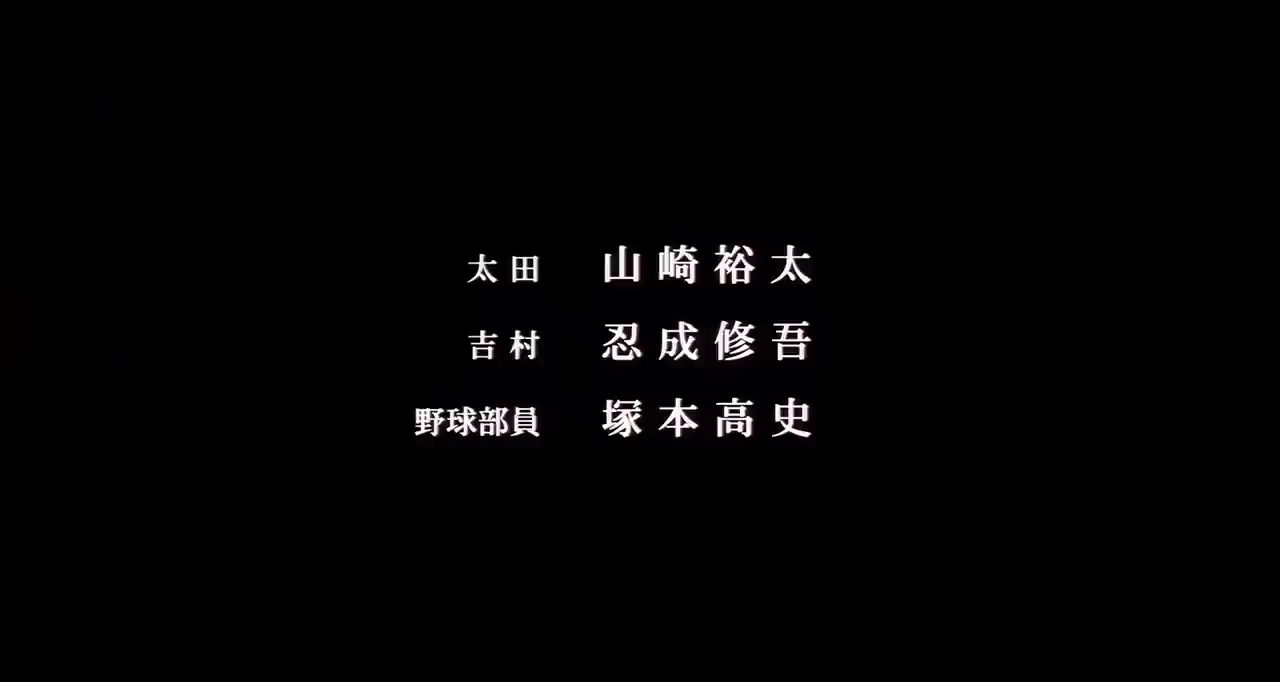 太田 山崎裕太
吉村 忍成修吾
野球部員 塚本高史